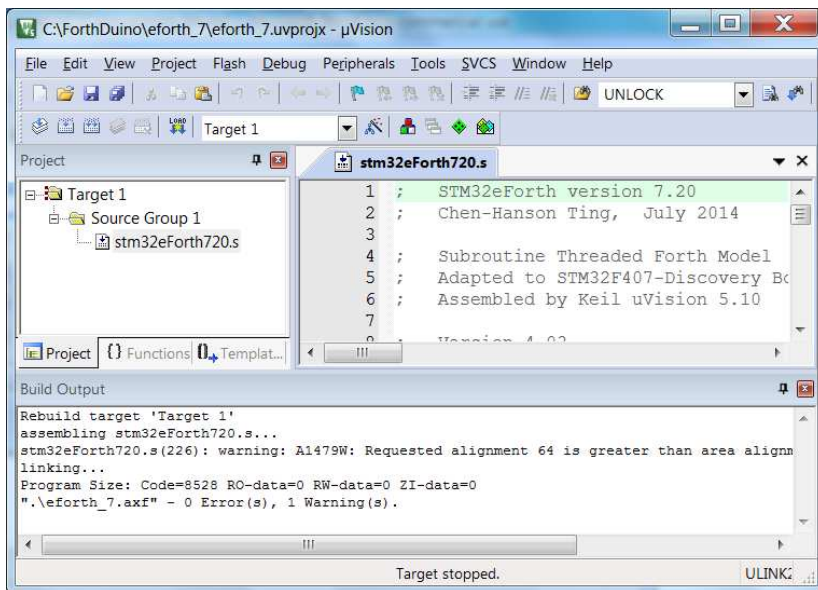 C:\ForthDuino\eforth_7\eforth_7.uvprojx - µVision
File Edit View Project Flash Debug Peripherals Tools SVCS Window Help
UNLOCK
LOAD Target 1
Project
Target 1
Source Group 1
stm32eForth720.s
Project {} Functions 0 Templat...
stm32eForth720.s
1 ; STM32eForth version 7.20
2 ; Chen-Hanson Ting, July 2014
3
4 ; Subroutine Threaded Forth Model
5 ; Adapted to STM32F407-Discovery
6 ; Assembled by Keil uVision 5.10
7
Build Output
Rebuild target 'Target 1'
assembling stm32eForth720.s...
stm32eForth720.s(226): warning: A1479W: Requested alignment 64 is greater than area
linking...
Program Size: Code=8528 RO-data=0 RW-data=0 ZI-data=0
".\eforth_7.axf" - 0 Error(s), 1 Warning(s).
Target stopped.